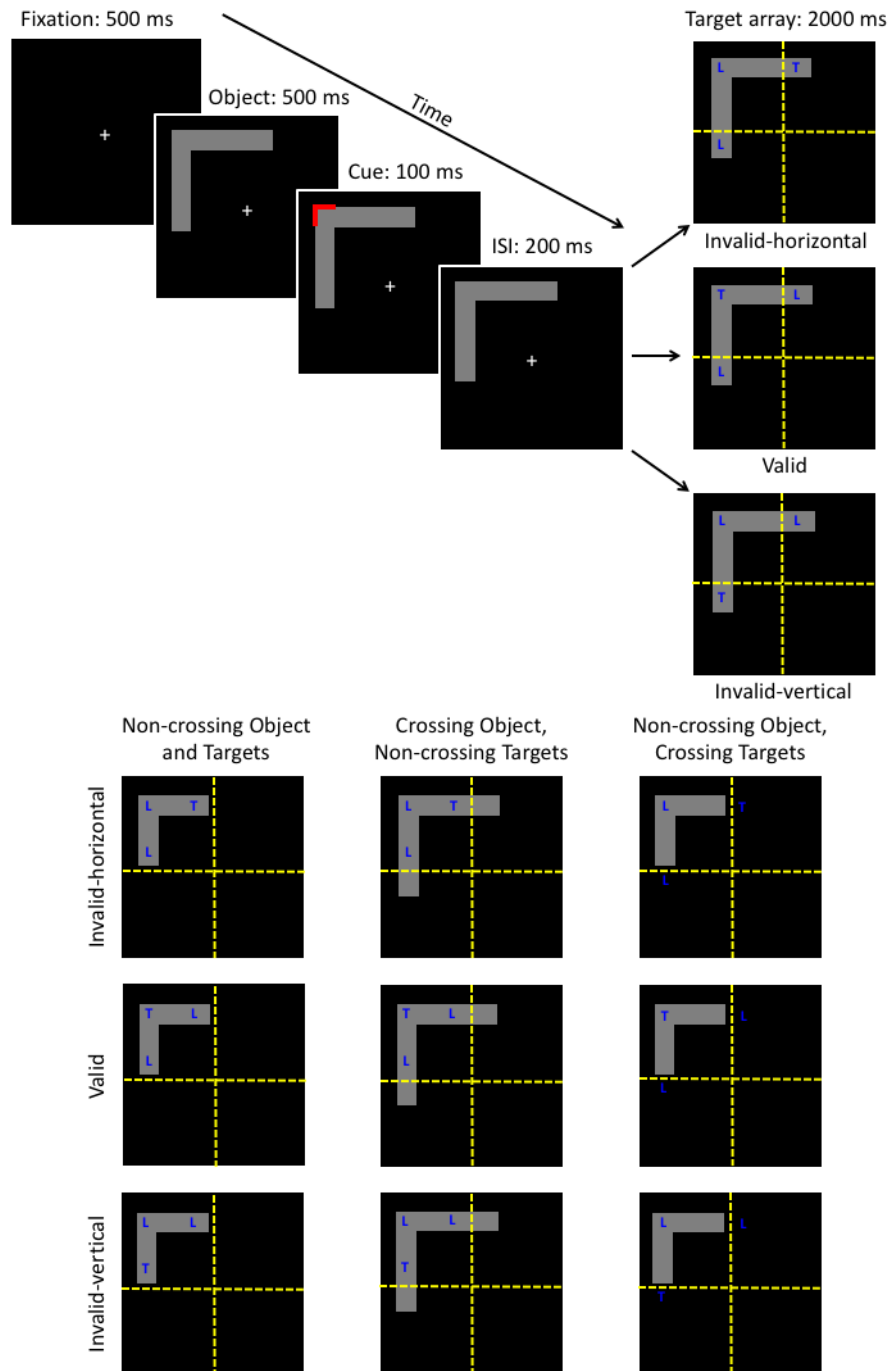 Fixation: 500 ms
Target array: 2000 ms
Object: 500 ms
Time
Cue: 100 ms
ISI: 200 ms
L T
L
Invalid-horizontal
T L
L
Valid
L L
T
Invalid-vertical
Non-crossing Object
and Targets
Crossing Object,
Non-crossing Targets
Non-crossing Object,
Crossing Targets
Invalid-horizontal
L T
L
L T
L
L T
L
Valid
T L
L
T L
L
T L
L
Invalid-vertical
L L
T
L L
T
L L
T